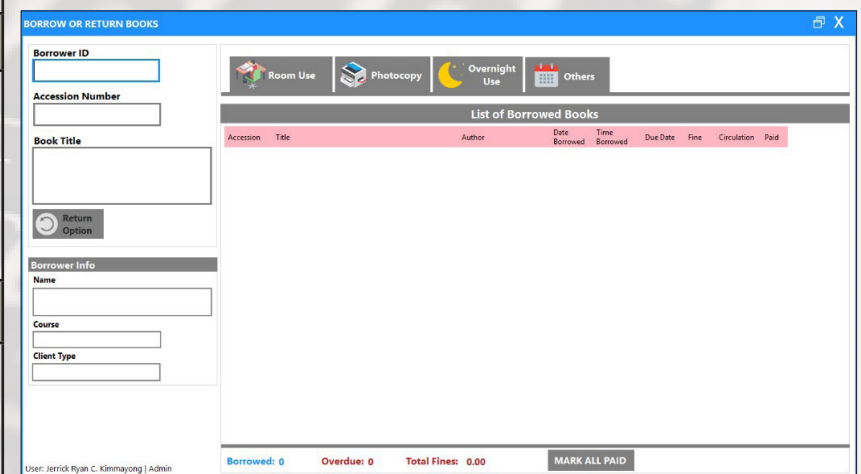 BORROW OR RETURN BOOKS
X
Borrower ID
Accession Number
Book Title
Return
Option
Borrower Info
Name
Course
Client Type
User: Jerrick Ryan C. Kimmayong | Admin
Room Use
Photocopy
Overnight
Use
Others
List of Borrowed Books
Accession Title Author Date Borrowed Time Borrowed Due Date Fine Circulation Paid
Borrowed: 0 Overdue: 0 Total Fines: 0.00 MARK ALL PAID